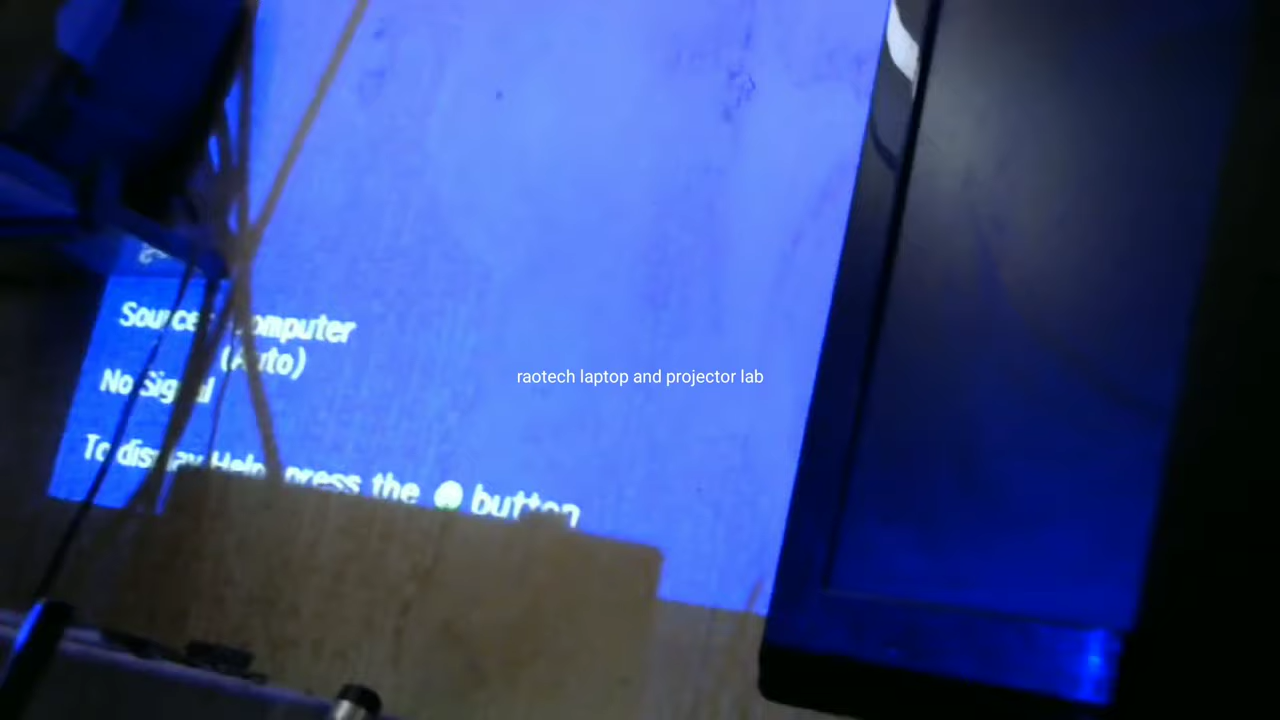 Source: Computer
(Auto)
No Signal
raotech laptop and projector lab
To display Help, press the button